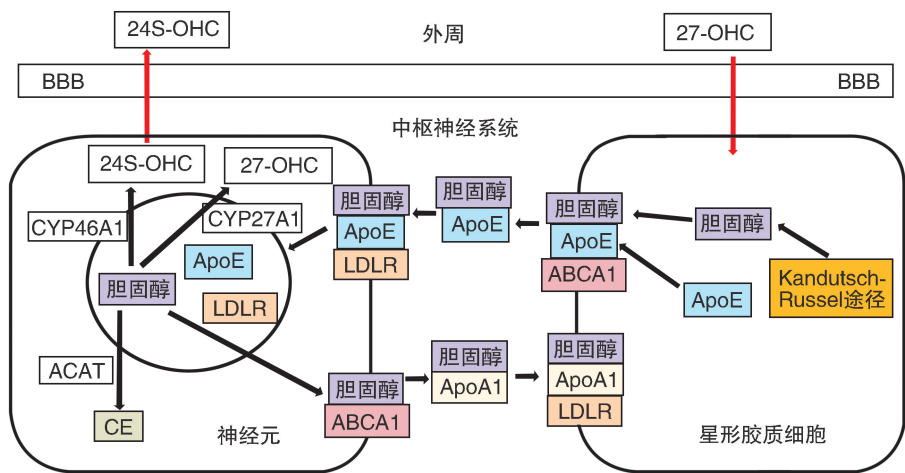 24S-OHC
外周
27-OHC
BBB
BBB
中枢神经系统
24S-OHC
27-OHC
CYP46A1
CYP27A1
ApoE
胆固醇
LDLR
ACAT
CE
神经元
胆固醇
ApoE
LDLR
胆固醇
ApoE
胆固醇
ApoE
ABCA1
胆固醇
ApoE
Kandutsch-
Russel途径
胆固醇
ABCA1
胆固醇
ApoA1
胆固醇
ApoA1
LDLR
星形胶质细胞